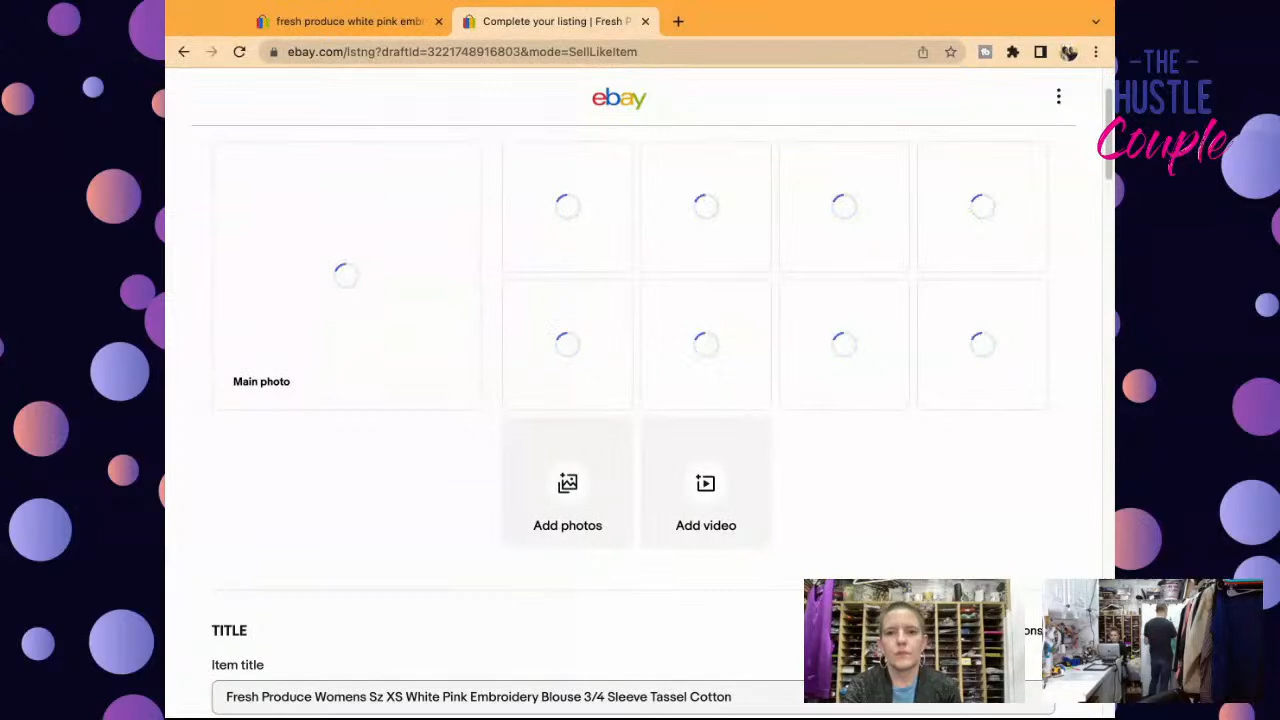 fresh produce white pink embr
Complete your listing | Fresh P
ebay.com/lstng?draftId=3221748916803&mode=SellLikeItem
-THE-
HUSTLE
Couple
ebay
Main photo
Add photos
Add video
TITLE
Item title
Fresh Produce Womens Sz XS White Pink Embroidery Blouse 3/4 Sleeve Tassel Cotton